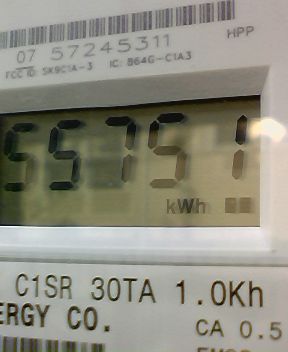 HPP
07 57245311
FCC ID: SK9C1A-3 IC: 864G-C1A3
55751
kWh
C1SR 30TA 1.0Kh
ERGY CO.
CA 0.5